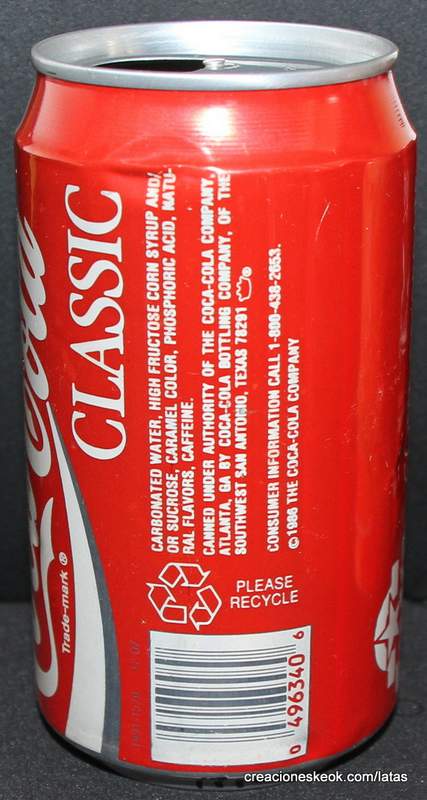 Coca-Cola
CLASSIC
Trade-mark ®
CARBONATED WATER, HIGH FRUCTOSE CORN SYRUP AND/
OR SUCROSE, CARAMEL COLOR, PHOSPHORIC ACID, NATU-
RAL FLAVORS, CAFFEINE.
CANNED UNDER AUTHORITY OF THE COCA-COLA COMPANY,
ATLANTA, GA BY COCA-COLA BOTTLING COMPANY, OF THE
SOUTHWEST SAN ANTONIO, TEXAS 78291
CONSUMER INFORMATION CALL 1-800-438-2653.
©1986 THE COCA-COLA COMPANY
PLEASE
RECYCLE
0 496340 6
creacioneskeok.com/latas